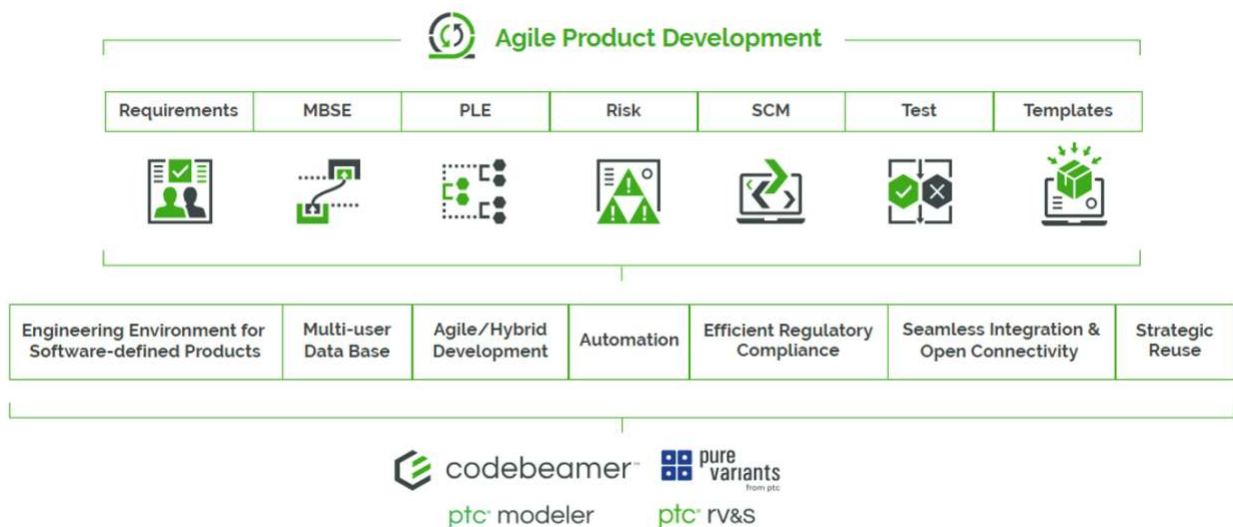 Agile Product Development
Requirements
MBSE
PLE
Risk
SCM
Test
Templates
Engineering Environment for
Software-defined Products
Multi-user
Data Base
Agile/Hybrid
Development
Automation
Efficient Regulatory
Compliance
Seamless Integration &
Open Connectivity
Strategic
Reuse
codebeamer™
pure
variants
from ptc
ptc® modeler
ptc® rv&s